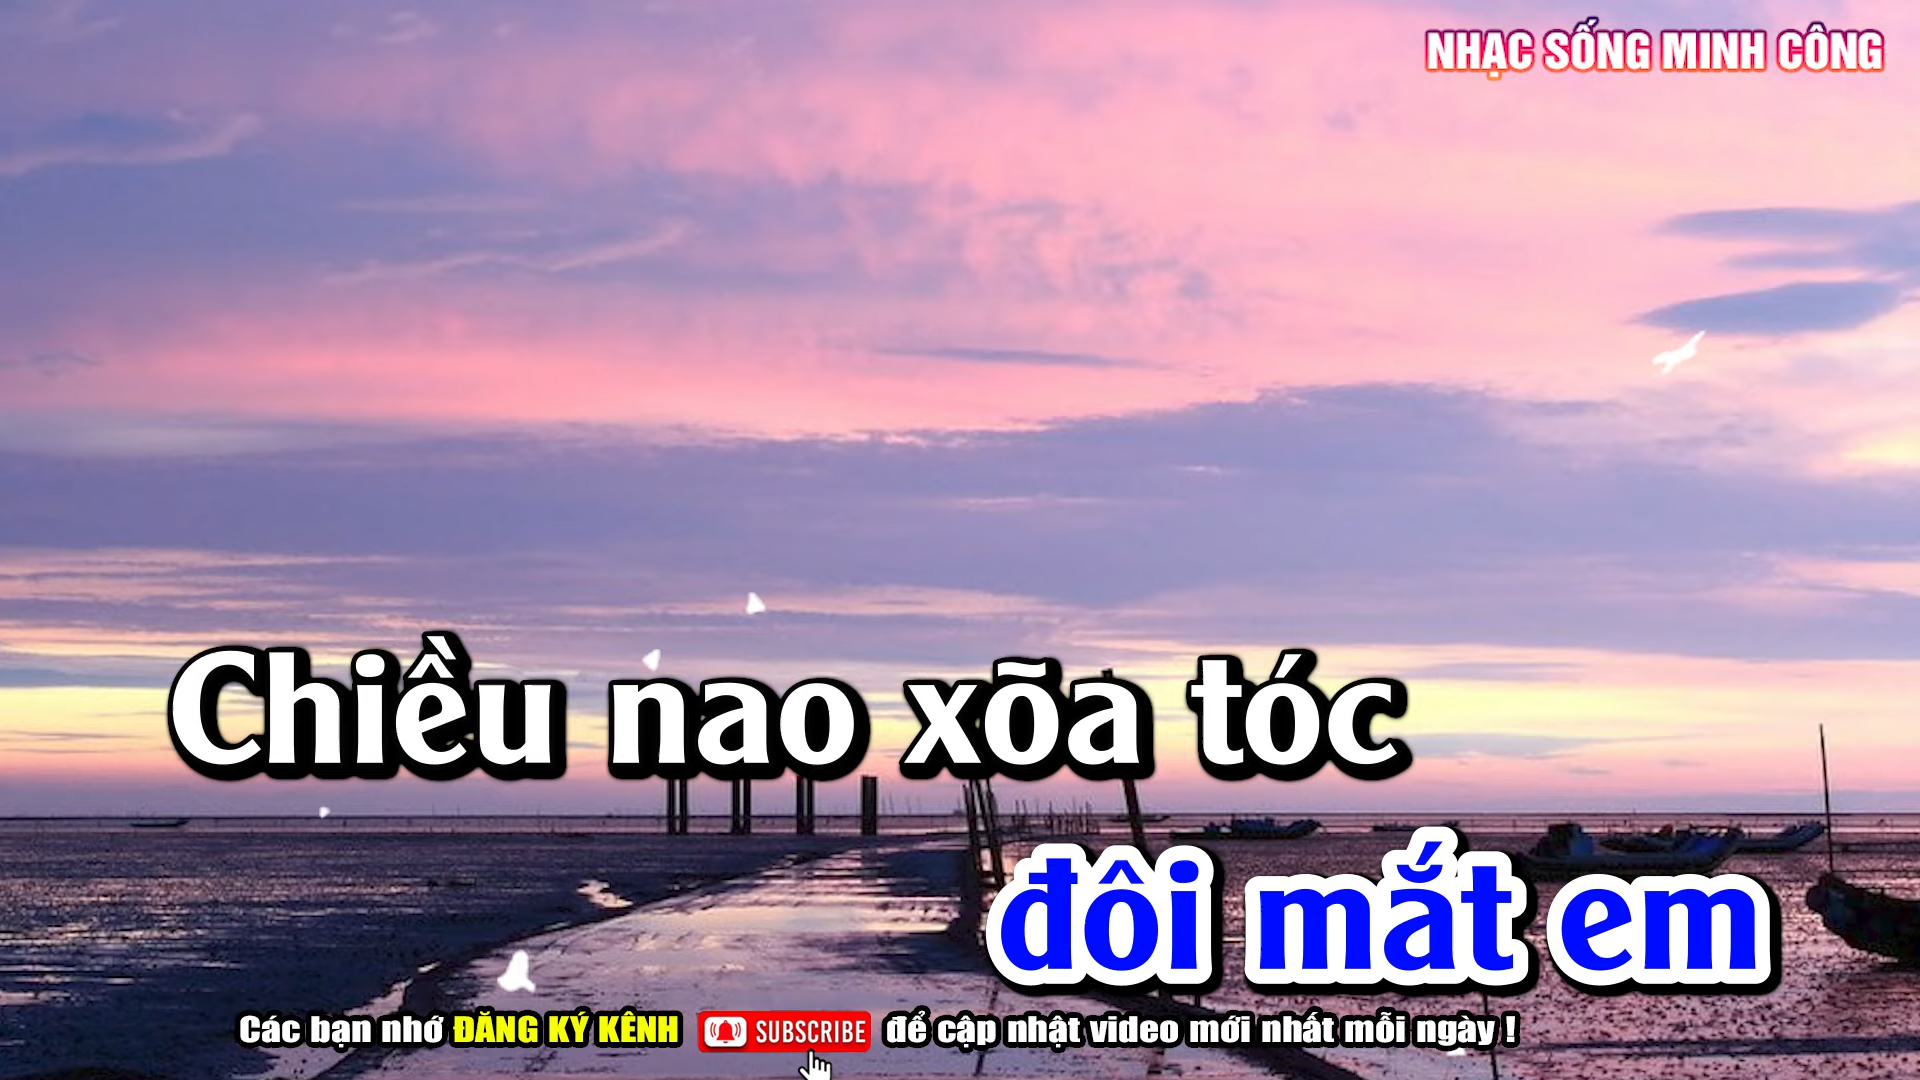 NHẠC SỐNG MINH CÔNG
Chiều nao xõa tóc
đôi mắt em
Các bạn nhớ ĐĂNG KÝ KÊNH SUBSCRIBE để cập nhật video mới nhất mỗi ngày !